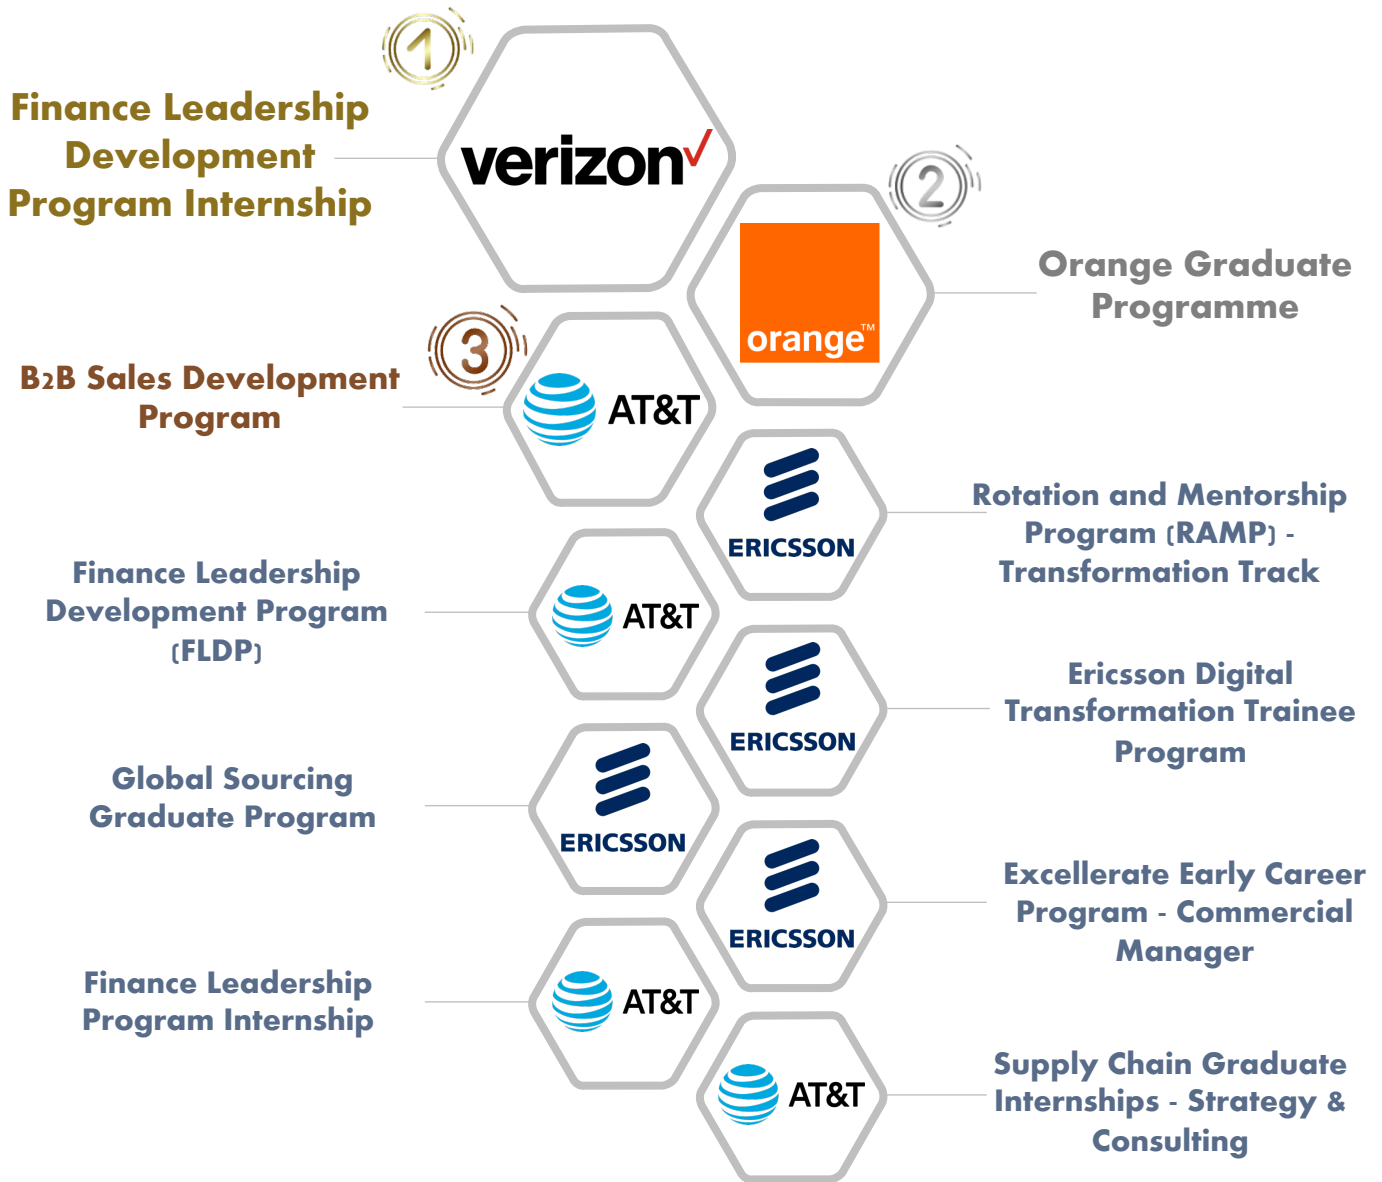 1
Finance Leadership
Development
Program Internship
verizon
2
orange™
Orange Graduate
Programme
3
B2B Sales Development
Program
AT&T
ERICSSON
Rotation and Mentorship
Program (RAMP) -
Transformation Track
Finance Leadership
Development Program
(FLDP)
AT&T
ERICSSON
Ericsson Digital
Transformation Trainee
Program
Global Sourcing
Graduate Program
ERICSSON
ERICSSON
Excellerate Early Career
Program - Commercial
Manager
Finance Leadership
Program Internship
AT&T
AT&T
Supply Chain Graduate
Internships - Strategy &
Consulting